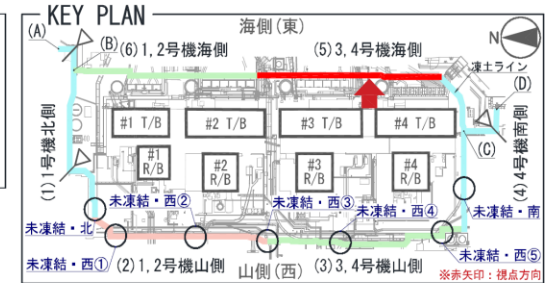 KEY PLAN
海側(東)
N
(A)
(B)
(6)1,2号機海側
(5)3,4号機海側
凍土ライン
(D)
#1 T/B
#2 T/B
#3 T/B
#4 T/B
(C)
(1)1号機北側
#1
R/B
#2
R/B
#3
R/B
#4
R/B
(4)4号機南側
未凍結・西②
未凍結・西③
未凍結・西④
未凍結・南
未凍結・北
未凍結・西①
(2)1,2号機山側
山側(西)
(3)3,4号機山側
未凍結・西⑤
※赤矢印:視点方向